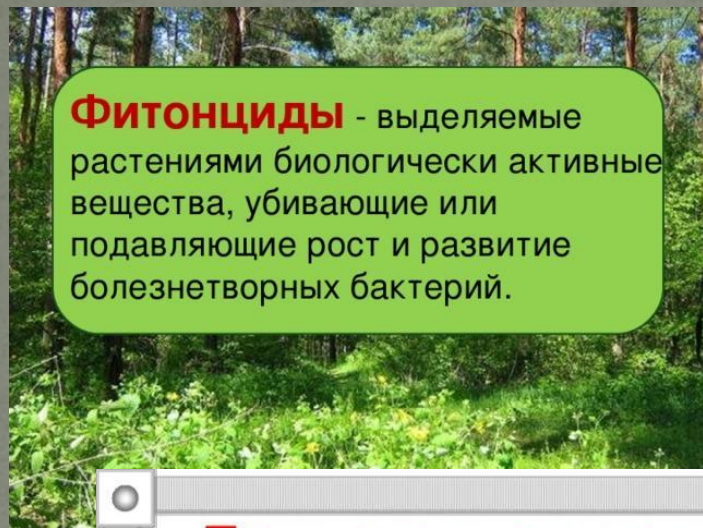 Фитонциды - выделяемые
растениями биологически активные
вещества, убивающие или
подавляющие рост и развитие
болезнетворных бактерий.